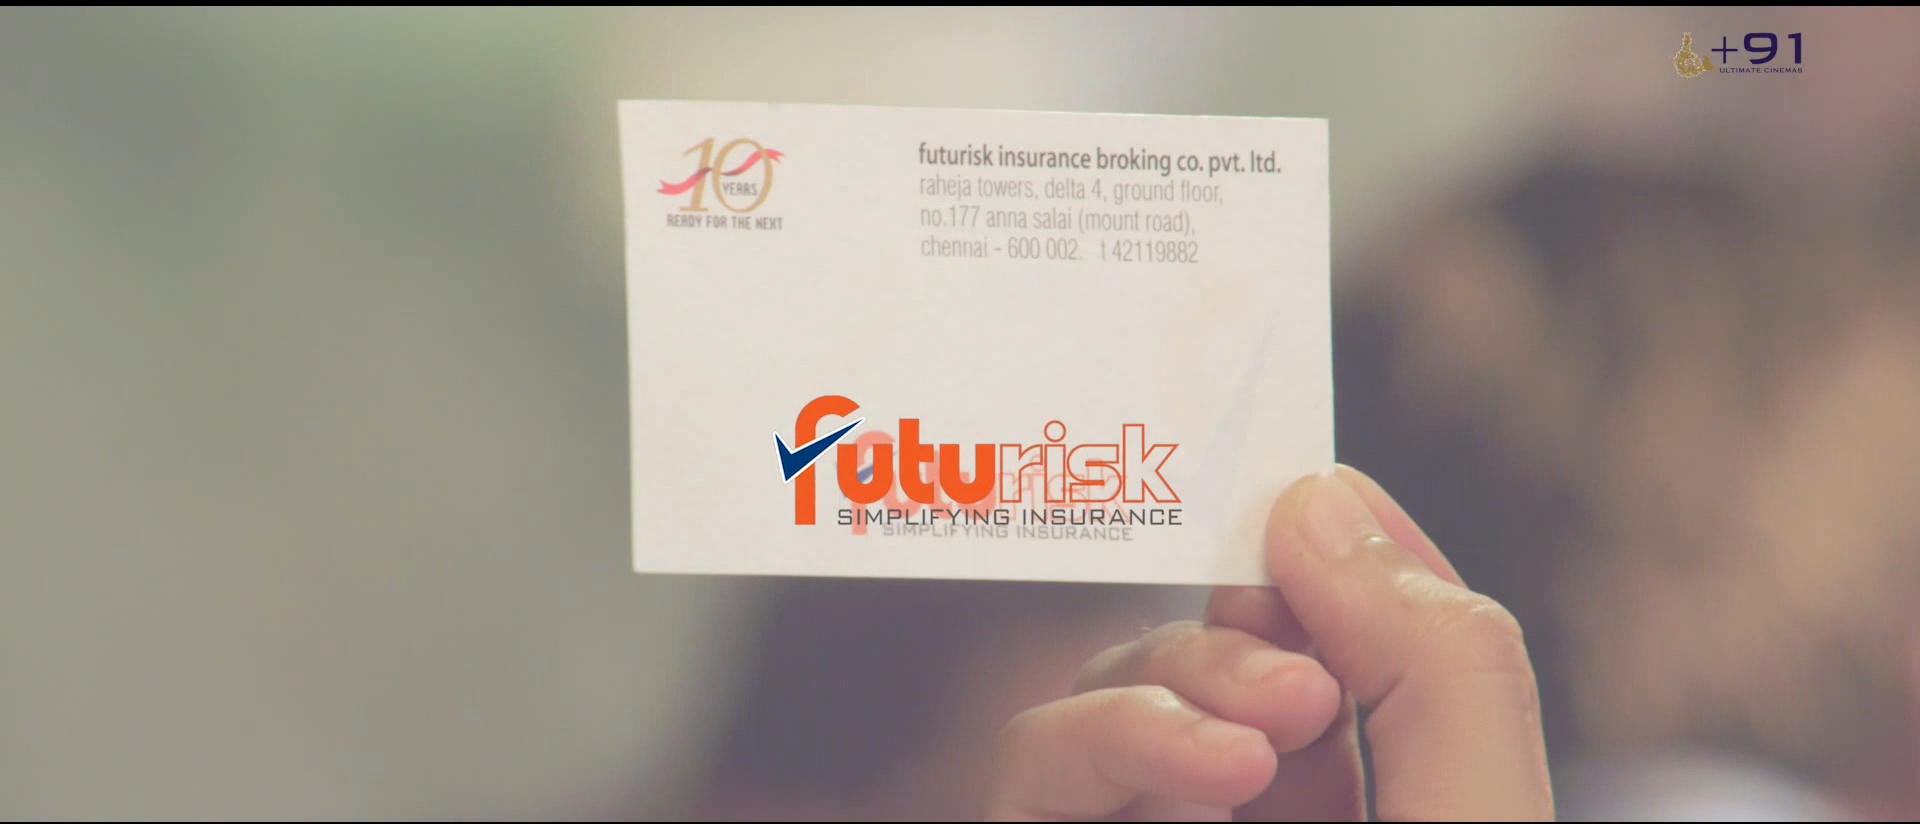 +91
ULTIMATE CINEMAS
10
YEARS
READY FOR THE NEXT
futurisk insurance broking co. pvt. ltd.
raheja towers, delta 4, ground floor,
no.177 anna salai (mount road),
chennai - 600 002.   t 42119882
futurisk
SIMPLIFYING INSURANCE
futurisk
SIMPLIFYING INSURANCE